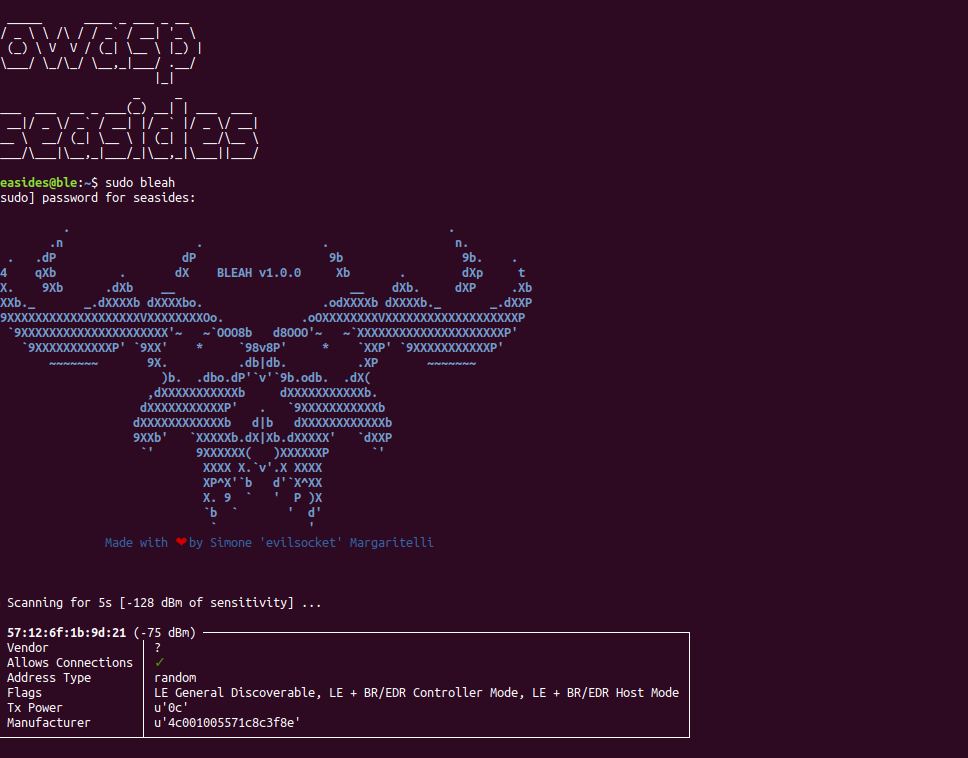 owasp
seasides
easides@ble:~$ sudo bleah
sudo] password for seasides:
BLEAH v1.0.0
Made with ❤by Simone 'evilsocket' Margaritelli
Scanning for 5s [-128 dBm of sensitivity] ...
57:12:6f:1b:9d:21 (-75 dBm)
Vendor ?
Allows Connections ✓
Address Type random
Flags LE General Discoverable, LE + BR/EDR Controller Mode, LE + BR/EDR Host Mode
Tx Power u'0c'
Manufacturer u'4c001005571c8c3f8e'